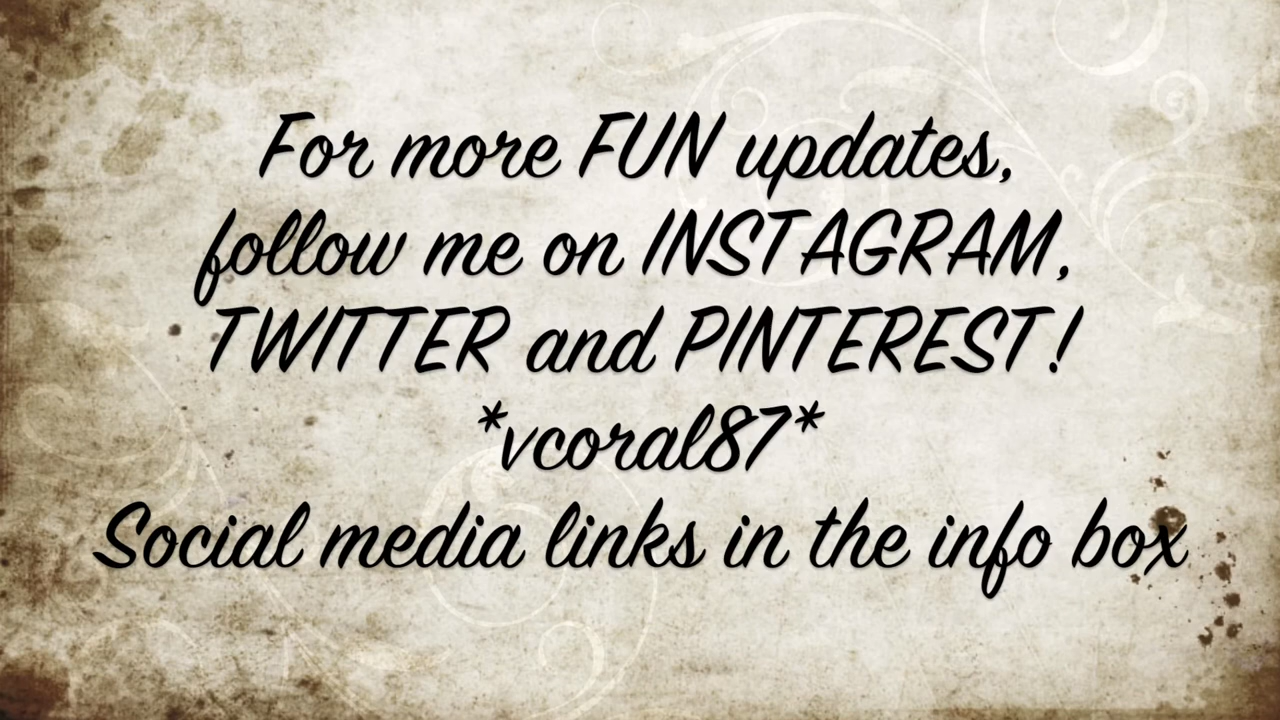 For more FUN updates,
follow me on INSTAGRAM,
TWITTER and PINTEREST!
*vcoral87*
Social media links in the info box